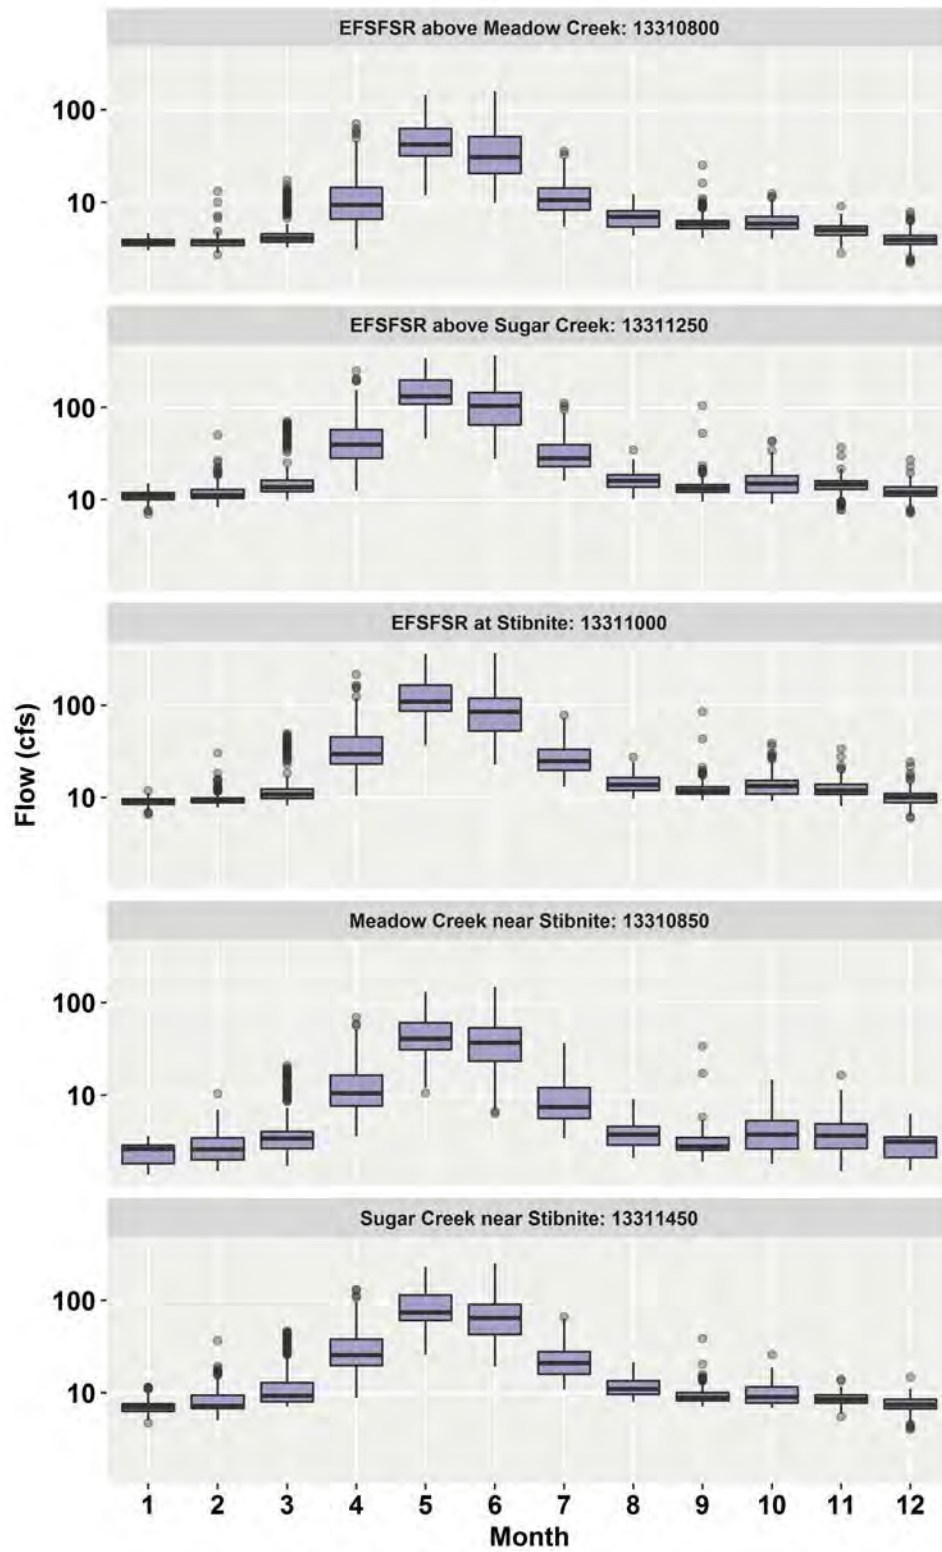 EFSFSR above Meadow Creek: 13310800
100
10
EFSFSR above Sugar Creek: 13311250
100
10
EFSFSR at Stibnite: 13311000
100
10
Flow (cfs)
Meadow Creek near Stibnite: 13310850
100
10
Sugar Creek near Stibnite: 13311450
100
10
1 2 3 4 5 6 7 8 9 10 11 12
Month